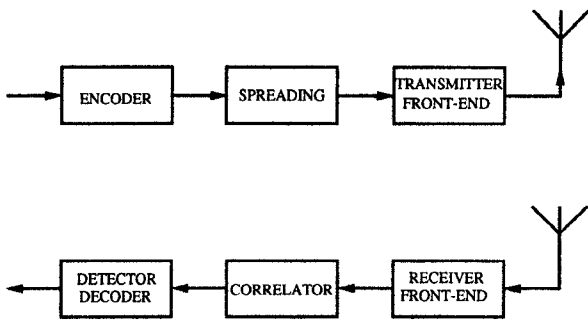 ENCODER
SPREADING
TRANSMITTER
FRONT-END
DETECTOR
DECODER
CORRELATOR
RECEIVER
FRONT-END